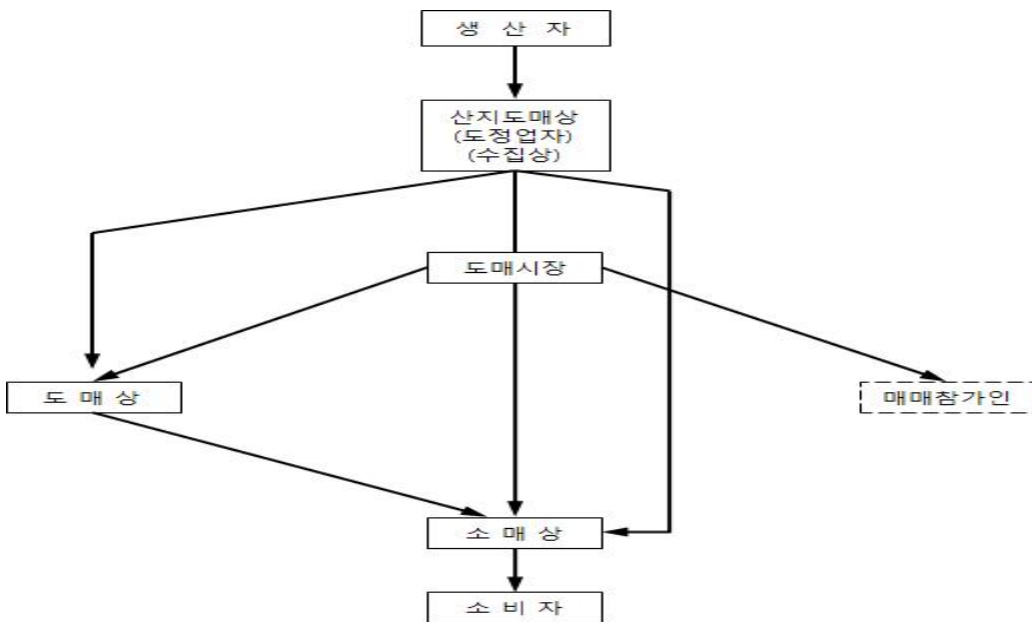 생 산 자
산지도매상
(도정업자)
(수집상)
도매시장
도 매 상
매매참가인
소 매 상
소 비 자